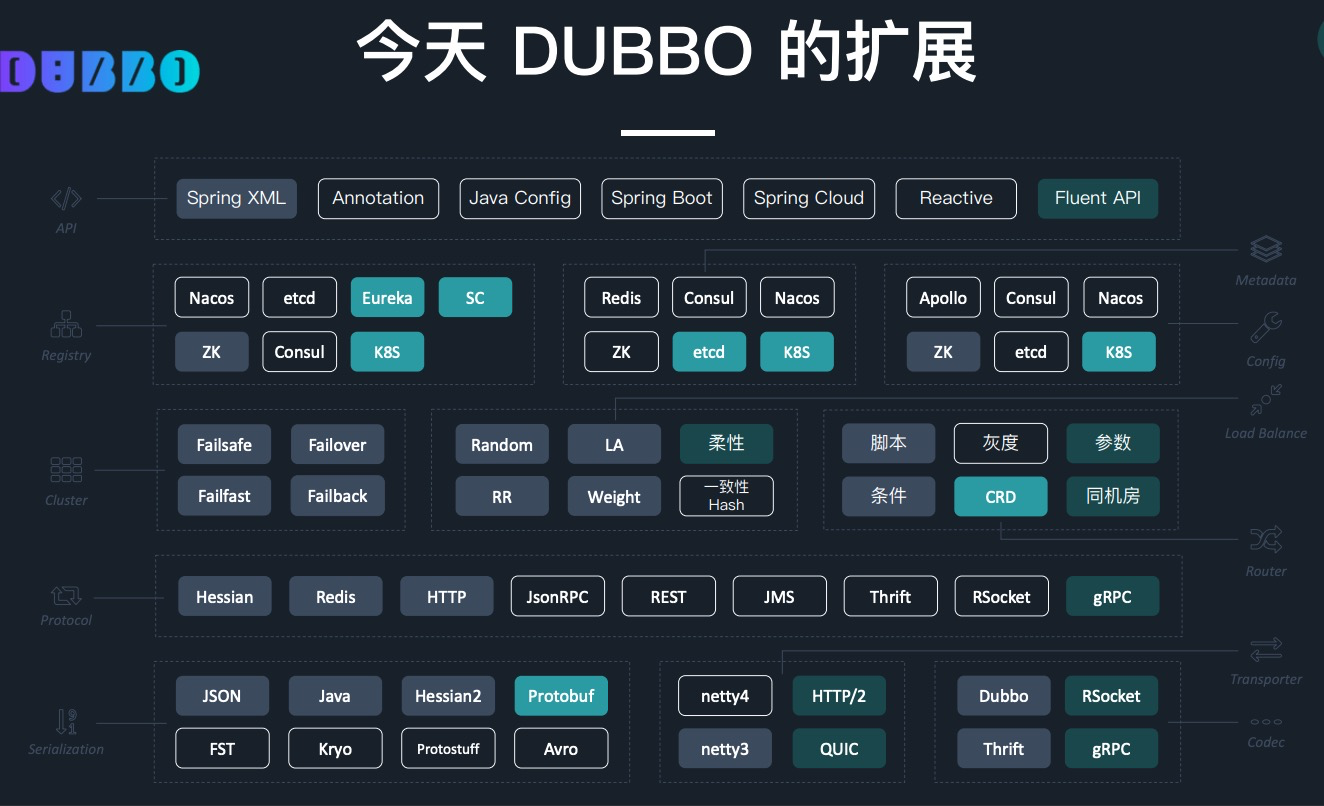 今天 DUBBO 的扩展
[:// ]
DUBBO
Spring XML
Annotation
Java Config
Spring Boot
Spring Cloud
Reactive
Fluent API
API
Metadata
Nacos
etcd
Eureka
SC
Redis
Consul
Nacos
Apollo
Consul
Nacos
Registry
ZK
Consul
K8S
ZK
etcd
K8S
ZK
etcd
K8S
Config
Load Balance
Failsafe
Failover
Random
LA
柔性
脚本
灰度
参数
Cluster
Failfast
Failback
RR
Weight
一致性
Hash
条件
CRD
同机房
Router
Hessian
Redis
HTTP
JsonRPC
REST
JMS
Thrift
RSocket
gRPC
Protocol
Transporter
JSON
Java
Hessian2
Protobuf
netty4
HTTP/2
Dubbo
RSocket
Serialization
FST
Kryo
Protostuff
Avro
netty3
QUIC
Thrift
gRPC
Codec